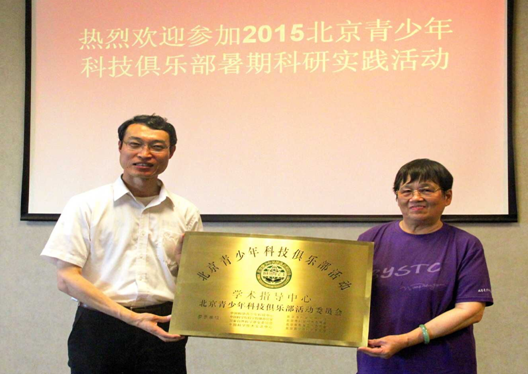 热烈欢迎参加2015北京青少年
科技俱乐部暑期科研实践活动
北京青少年科技俱乐部活动
学术指导中心
北京青少年科技俱乐部活动委员会
YSTC